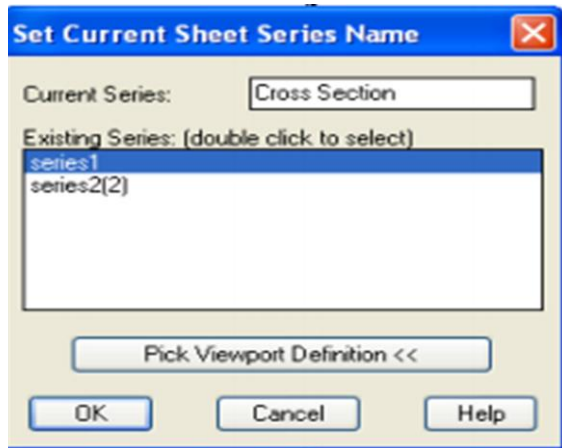 Set Current Sheet Series Name
Current Series: Cross Section
Existing Series: (double click to select)
series1
series2(2)
Pick Viewport Definition <<
OK Cancel Help